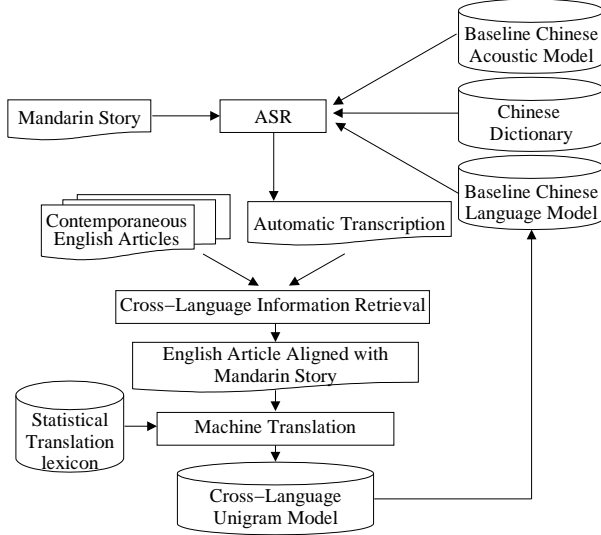 Baseline Chinese
Acoustic Model
Mandarin Story
ASR
Chinese
Dictionary
Baseline Chinese
Language Model
Contemporaneous
English Articles
Automatic Transcription
Cross−Language Information Retrieval
English Article Aligned with
Mandarin Story
Statistical
Translation
lexicon
Machine Translation
Cross−Language
Unigram Model